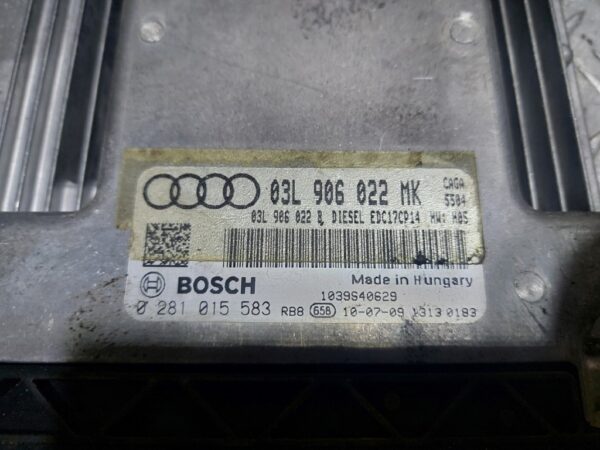 03L 906 022 MK CAGA
5504
03L 906 022 B DIESEL EDC17CP14 HW: H05
BOSCH Made in Hungary
1039S40629
0 281 015 583 RB8 658 10-07-09 1313 0183